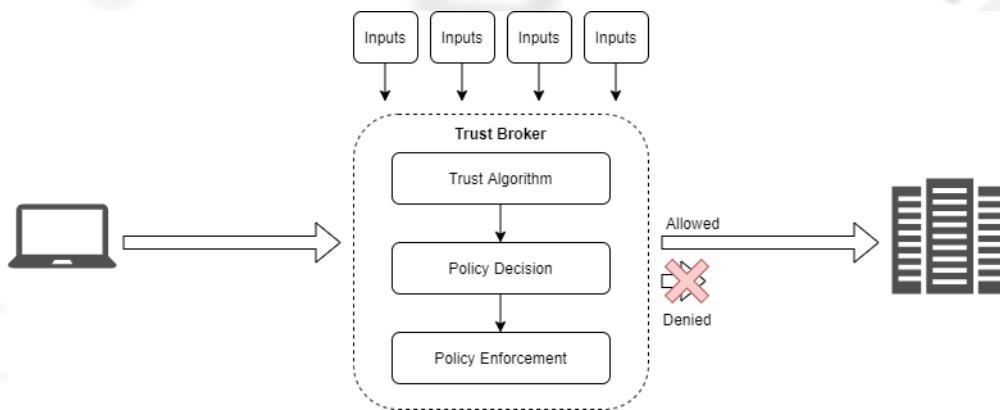 Inputs
Inputs
Inputs
Inputs
Trust Broker
Trust Algorithm
Policy Decision
Policy Enforcement
Allowed
Denied